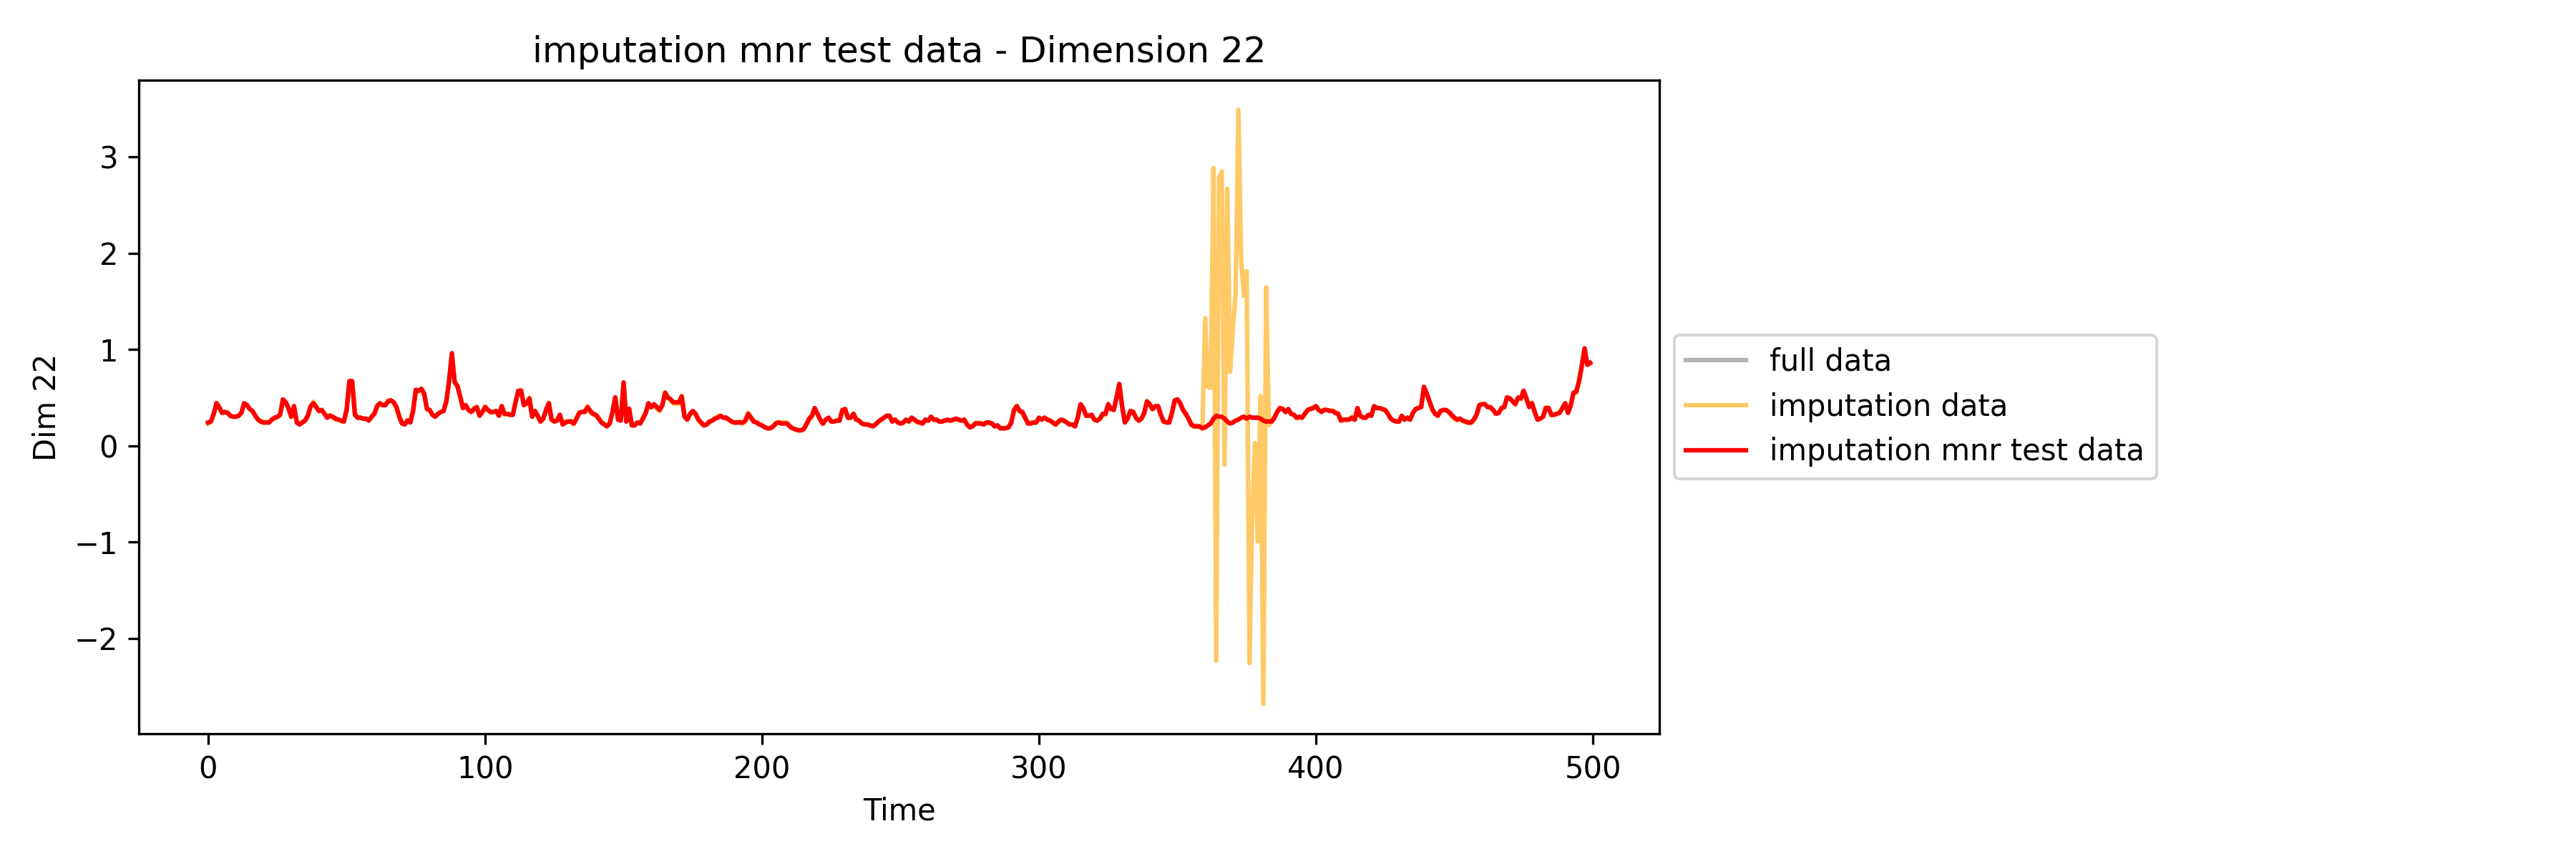 imputation mnr test data - Dimension 22
3
2
1
0
−1
−2
Dim 22
0 100 200 300 400 500
Time
full data
imputation data
imputation mnr test data